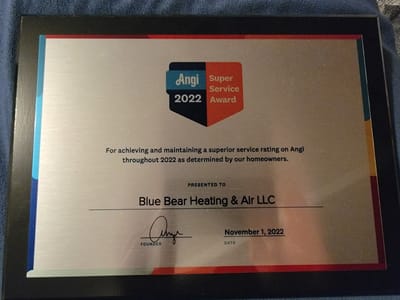 Angi
2022
Super
Service
Award
For achieving and maintaining a superior service rating on Angi
throughout 2022 as determined by our homeowners.
PRESENTED TO
Blue Bear Heating & Air LLC
Angie
FOUNDER
November 1, 2022
DATE